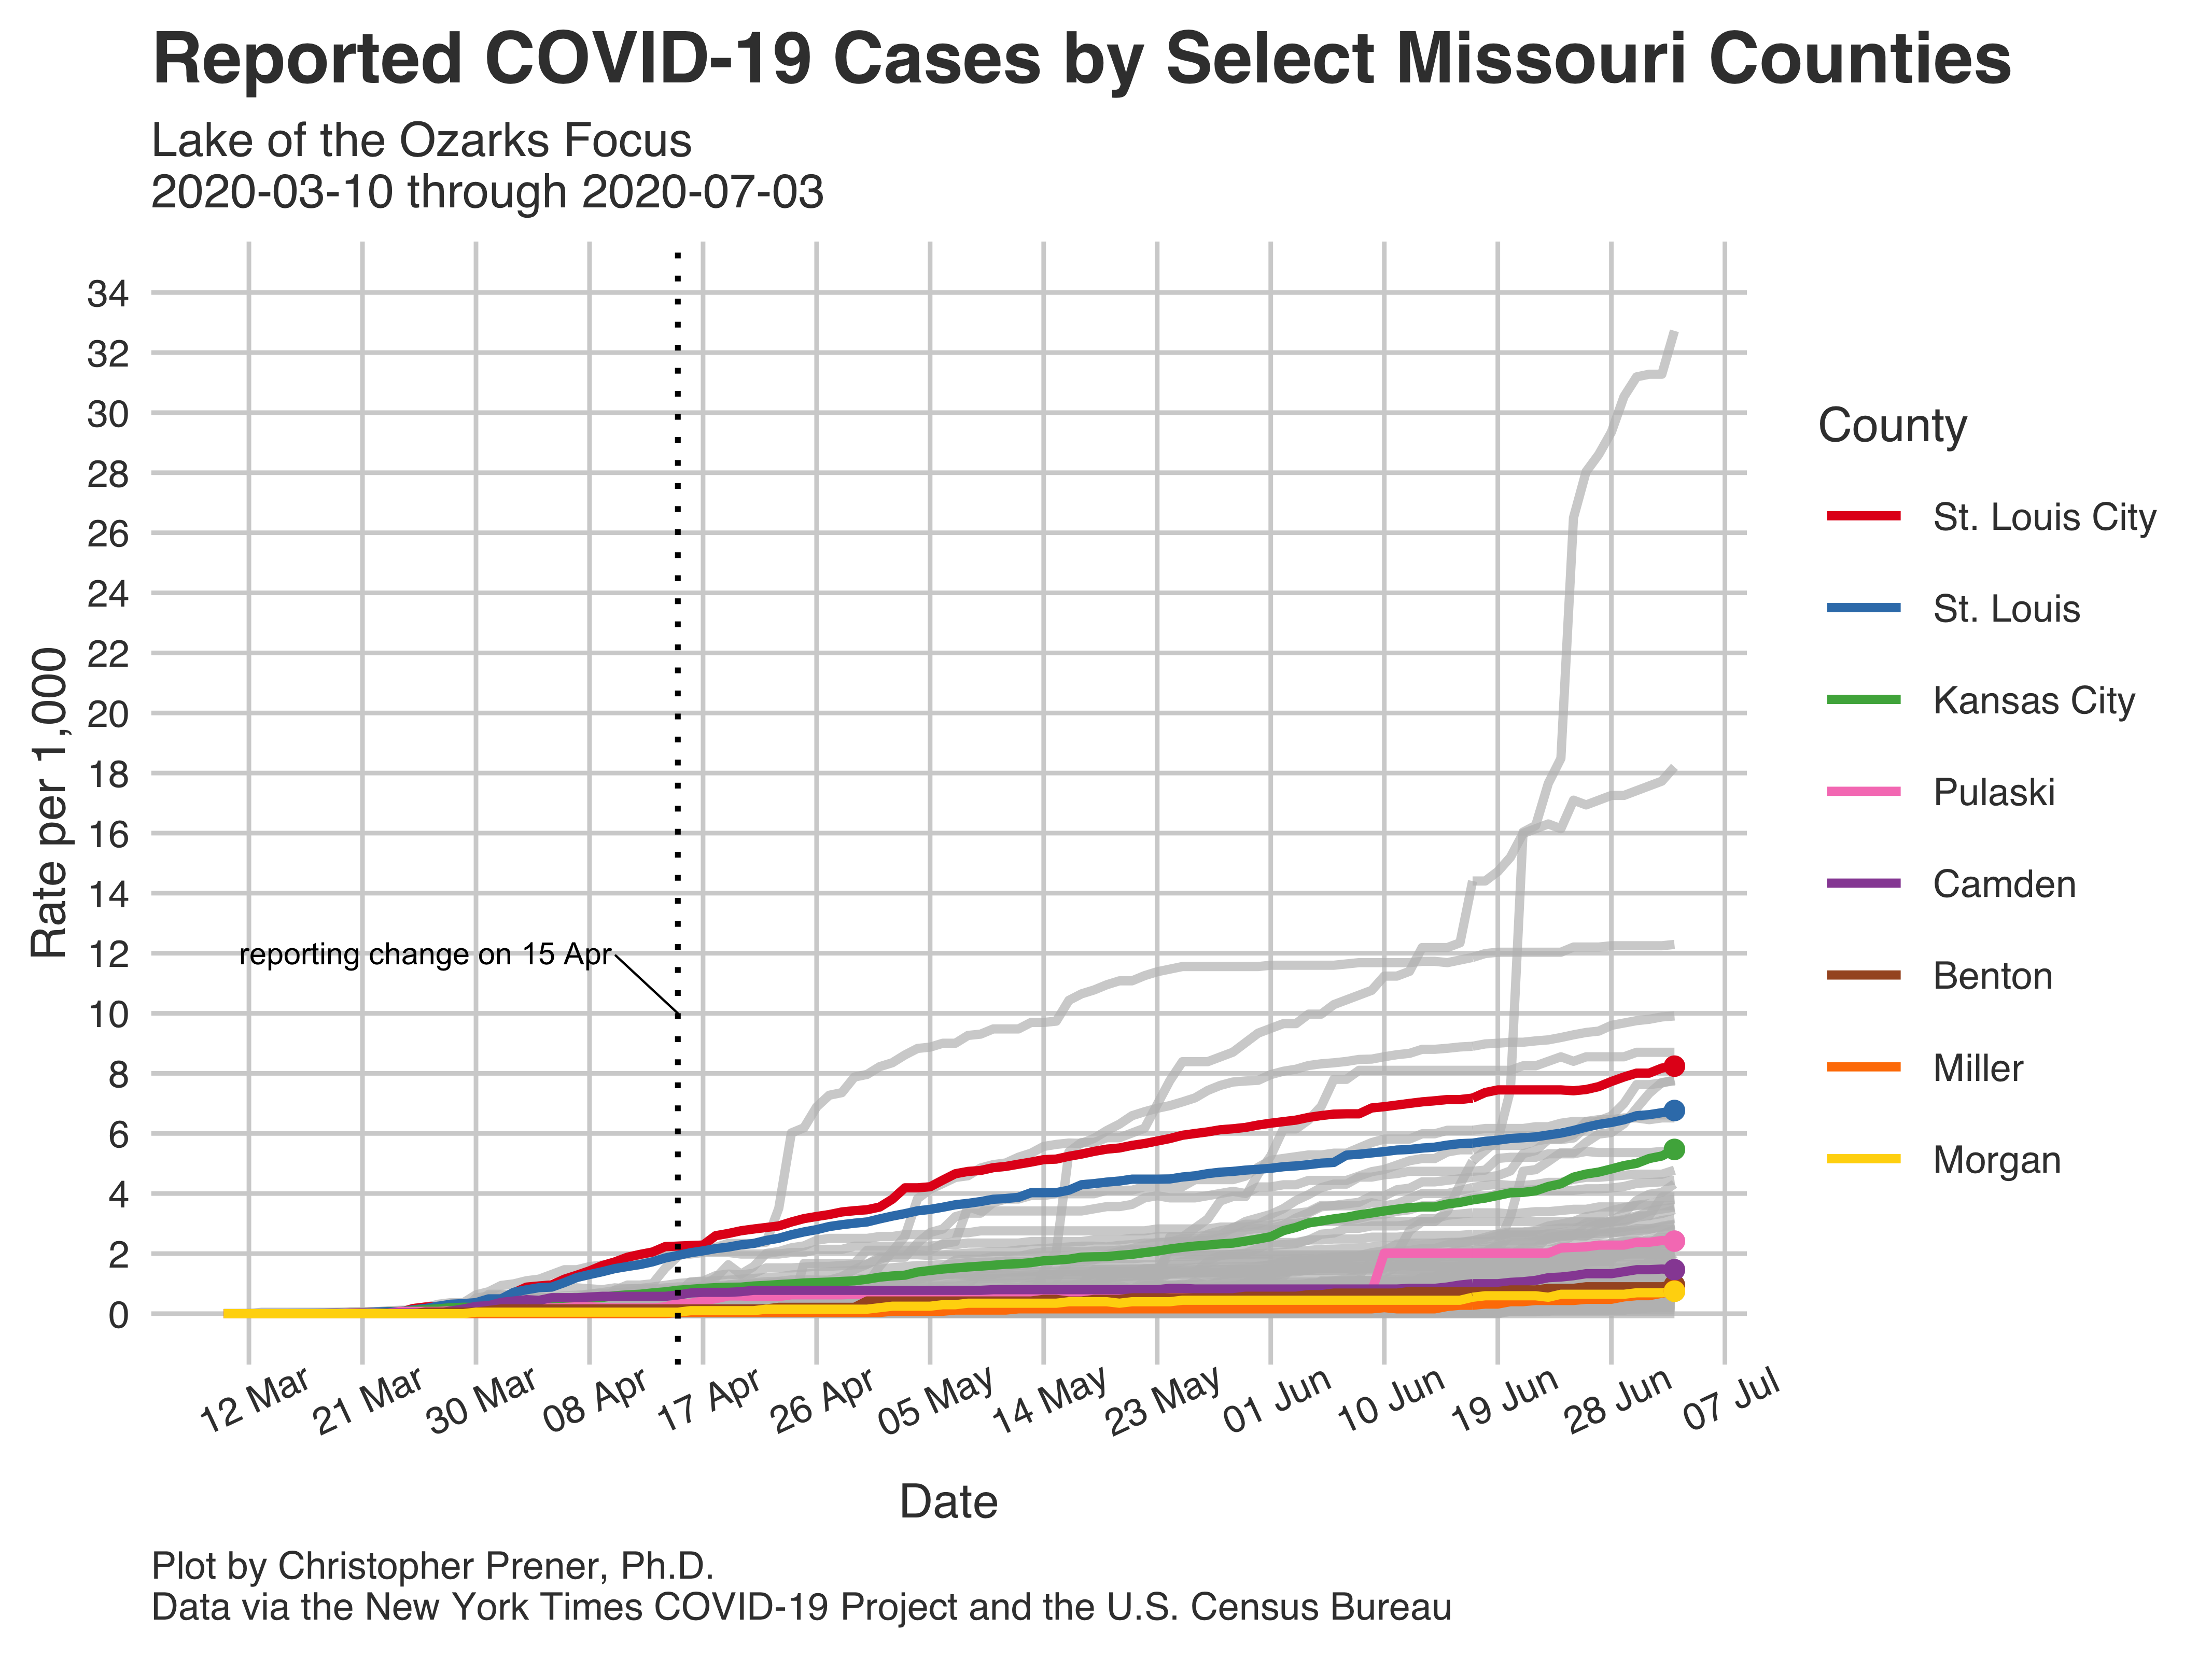 Reported COVID-19 Cases by Select Missouri Counties
Lake of the Ozarks Focus
2020-03-10 through 2020-07-03
34
32
30
28
26
24
22
20
18
16
14
12
10
8
6
4
2
0
Rate per 1,000
reporting change on 15 Apr
12 Mar
21 Mar
30 Mar
08 Apr
17 Apr
26 Apr
05 May
14 May
23 May
01 Jun
10 Jun
19 Jun
28 Jun
07 Jul
Date
County
St. Louis City
St. Louis
Kansas City
Pulaski
Camden
Benton
Miller
Morgan
Plot by Christopher Prener, Ph.D.
Data via the New York Times COVID-19 Project and the U.S. Census Bureau